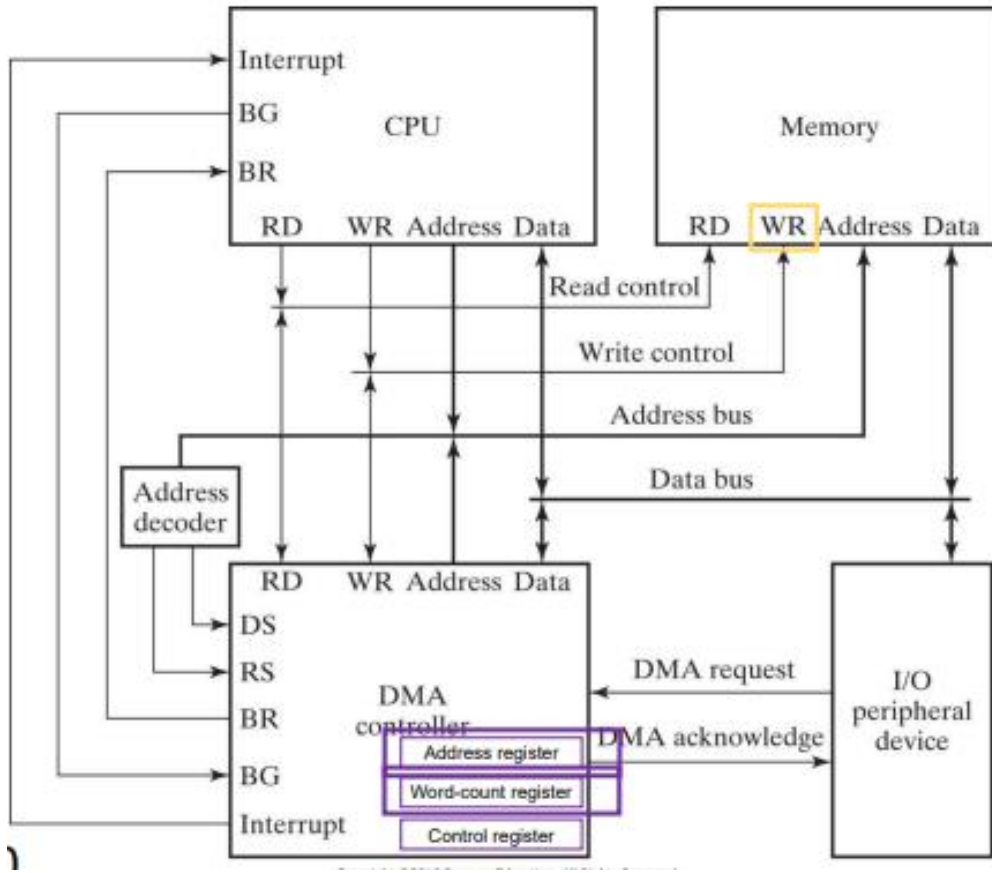 Interrupt
BG
CPU
Memory
BR
RD WR Address Data
RD WR Address Data
Read control
Write control
Address bus
Data bus
Address
decoder
RD WR Address Data
DS
RS
DMA
controller
BR
BG
Interrupt
Address register
Word-count register
Control register
DMA request
DMA acknowledge
I/O
peripheral
device